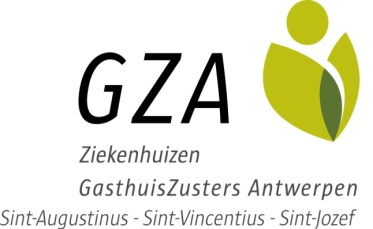 GZA
Ziekenhuizen
GasthuisZusters Antwerpen
Sint-Augustinus - Sint-Vincentius - Sint-Jozef